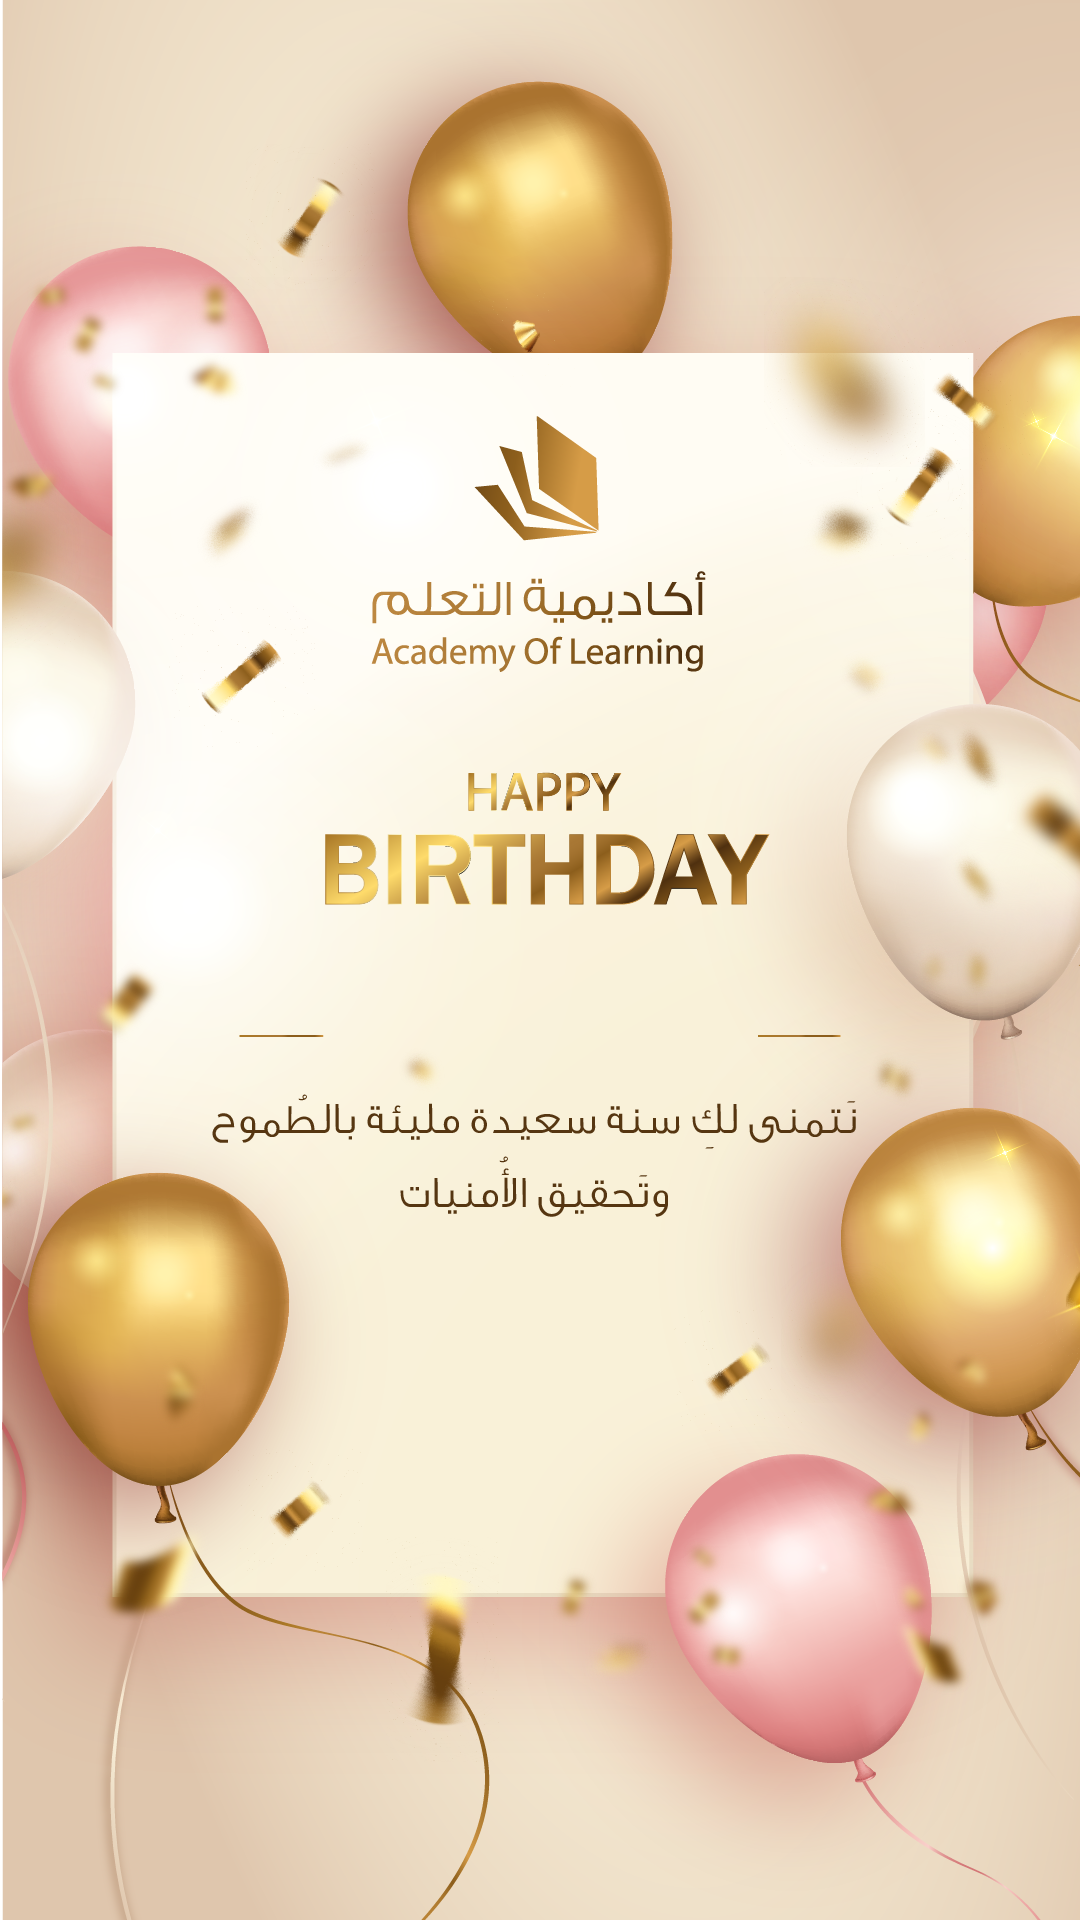 أكاديمية التعلم
Academy Of Learning
HAPPY
BIRTHDAY
نَتمنى لكِ سنة سعيدة مليئة بالطُموح
وتَحقيق الأُمنيات